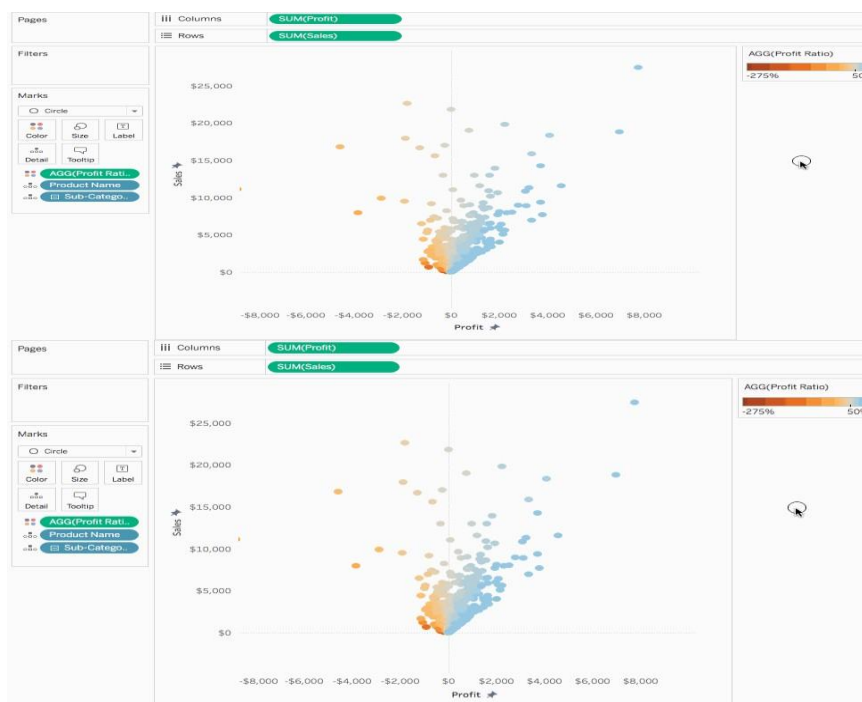 Pages
iii Columns
SUM(Profit)
Rows
SUM(Sales)
Filters
AGG(Profit Ratio)
-275%
50
Marks
Circle
Color
Size
Label
Detail
Tooltip
AGG(Profit Rati..
Product Name
Sub-Catego..
Sales
$25,000
$20,000
$15,000
$10,000
$5,000
$0
-$8,000 -$6,000 -$4,000 -$2,000 $0 $2,000 $4,000 $6,000 $8,000
Profit
Pages
iii Columns
SUM(Profit)
Rows
SUM(Sales)
Filters
AGG(Profit Ratio)
-275%
50%
Marks
Circle
Color
Size
Label
Detail
Tooltip
AGG(Profit Rati..
Product Name
Sub-Catego..
Sales
$25,000
$20,000
$15,000
$10,000
$5,000
$0
-$8,000 -$6,000 -$4,000 -$2,000 $0 $2,000 $4,000 $6,000 $8,000
Profit